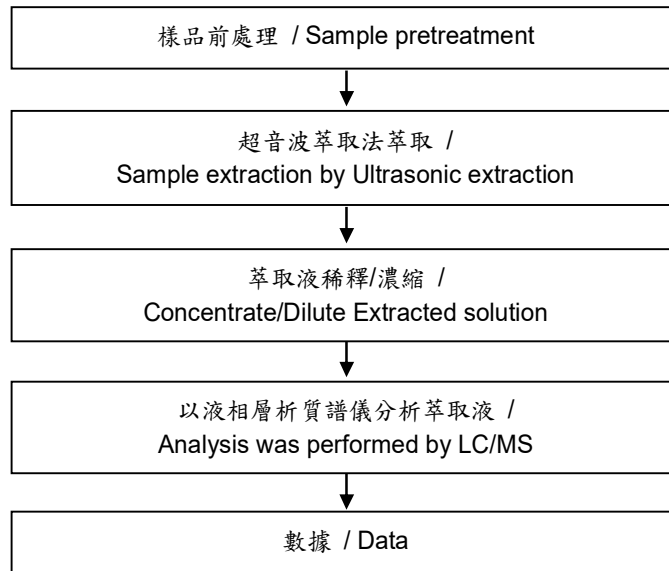 樣品前處理 / Sample pretreatment
超音波萃取法萃取 /
Sample extraction by Ultrasonic extraction
萃取液稀釋/濃縮 /
Concentrate/Dilute Extracted solution
以液相層析質譜儀分析萃取液 /
Analysis was performed by LC/MS
數據 / Data